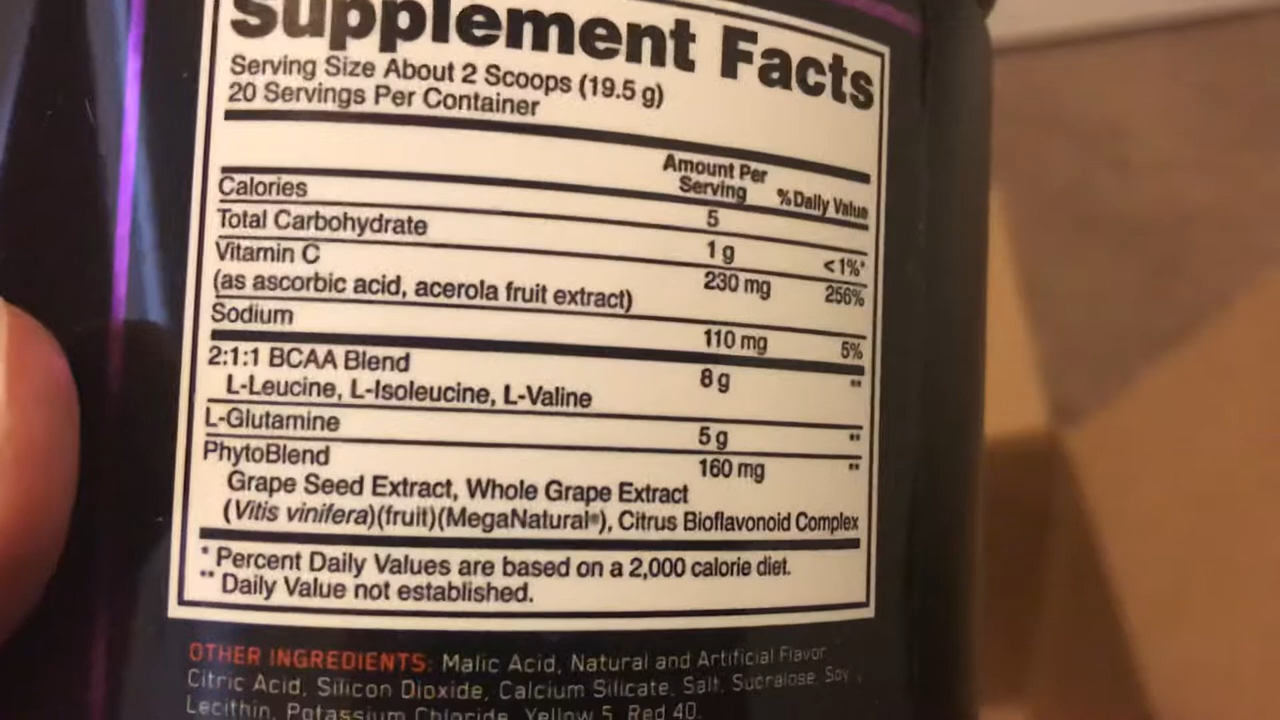 Supplement Facts
Serving Size About 2 Scoops (19.5 g)
20 Servings Per Container
Amount Per Serving %Daily Value
Calories 5
Total Carbohydrate 1 g <1%*
Vitamin C 230 mg 256%
(as ascorbic acid, acerola fruit extract)
Sodium 110 mg 5%
2:1:1 BCAA Blend 8 g **
L-Leucine, L-Isoleucine, L-Valine
L-Glutamine 5 g **
PhytoBlend 160 mg **
Grape Seed Extract, Whole Grape Extract
(Vitis vinifera)(fruit)(MegaNatural®), Citrus Bioflavonoid Complex
* Percent Daily Values are based on a 2,000 calorie diet.
** Daily Value not established.
OTHER INGREDIENTS: Malic Acid, Natural and Artificial Flavor,
Citric Acid, Silicon Dioxide, Calcium Silicate, Salt, Sucralose, Soy
Lecithin, Potassium Chloride, Yellow 5, Red 40.